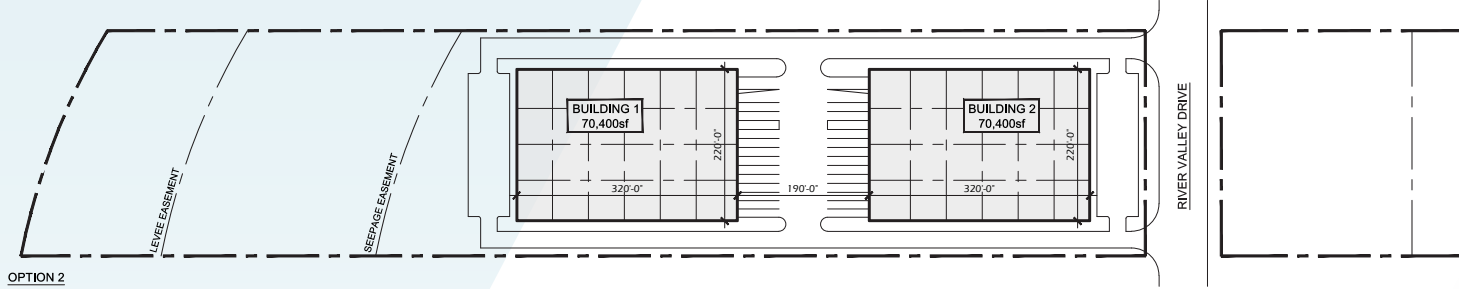 BUILDING 1
70,400sf
BUILDING 2
70,400sf
220'-0"
220'-0"
320'-0"
190'-0"
320'-0"
LEVEE EASEMENT
SEEPAGE EASEMENT
RIVER VALLEY DRIVE
OPTION 2